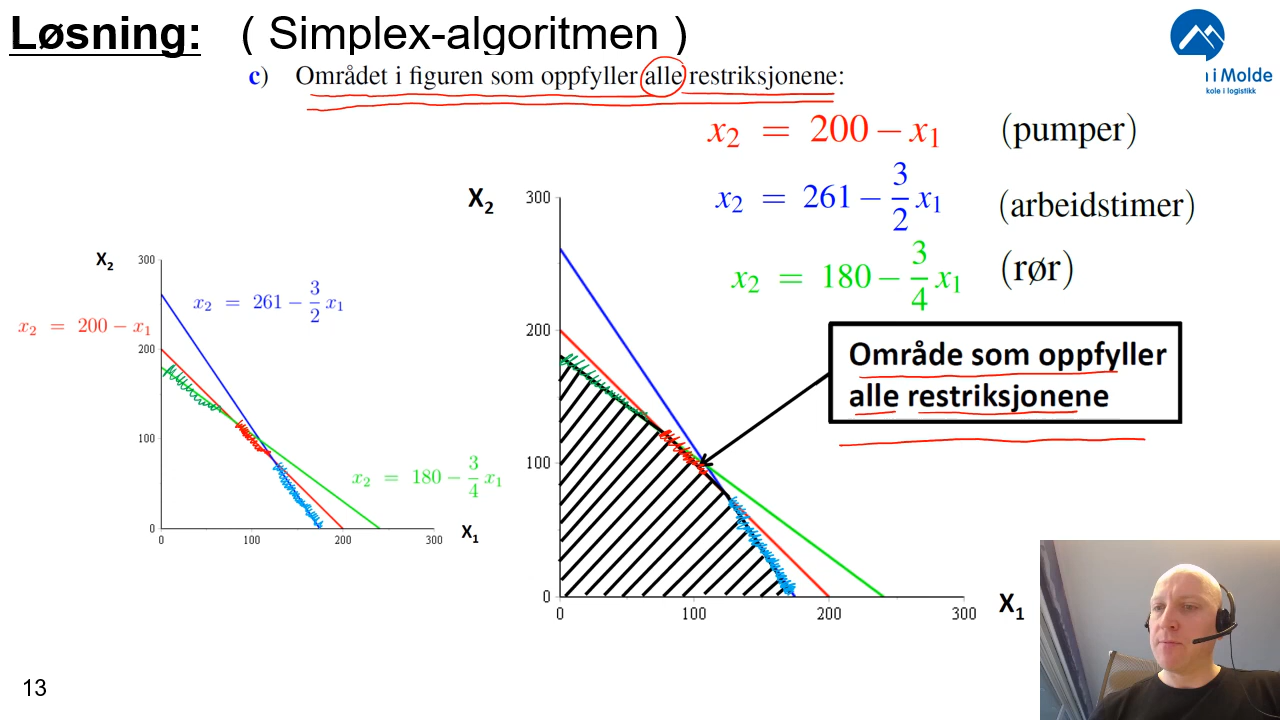 Løsning: ( Simplex-algoritmen )
c) Området i figuren som oppfyller alle restriksjonene:
i Molde
kole i logistikk
x₂ = 200 − x₁ (pumper)
x₂ = 261 − 3/2 x₁ (arbeidstimer)
x₂ = 180 − 3/4 x₁ (rør)
X₂
300
200
100
0
0 100 200 300
X₁
x₂ = 261 − 3/2 x₁
x₂ = 200 − x₁
x₂ = 180 − 3/4 x₁
X₂
300
200
100
0
0 100 200 300
X₁
Område som oppfyller
alle restriksjonene
13